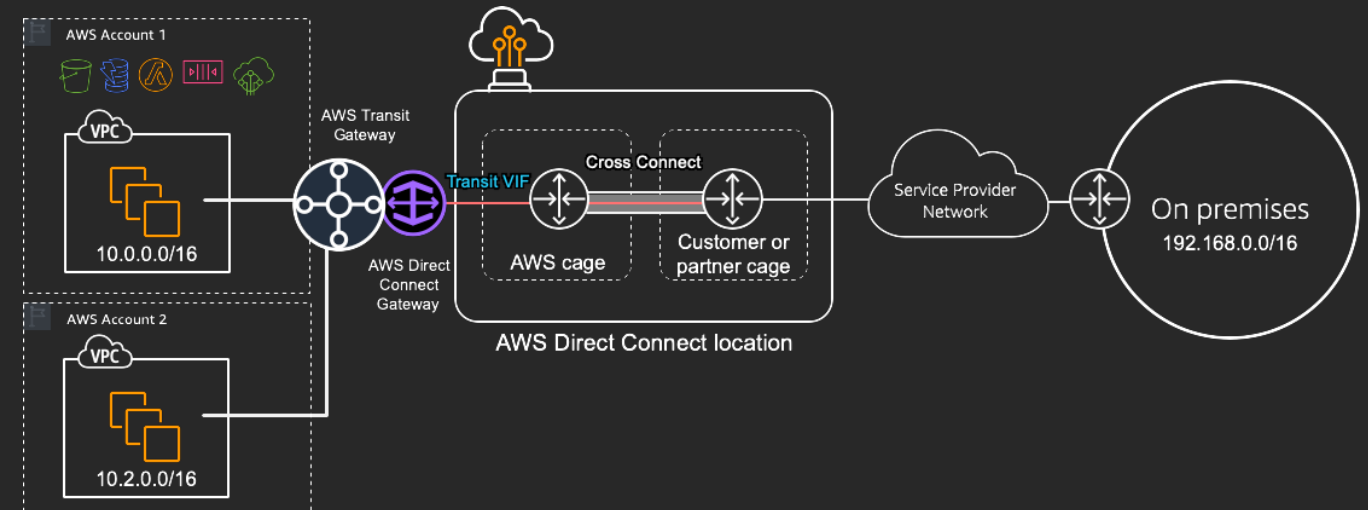 AWS Account 1
VPC
10.0.0.0/16
AWS Account 2
VPC
10.2.0.0/16
AWS Transit
Gateway
AWS Direct
Connect
Gateway
Transit VIF
Cross Connect
AWS cage
Customer or
partner cage
AWS Direct Connect location
Service Provider
Network
On premises
192.168.0.0/16